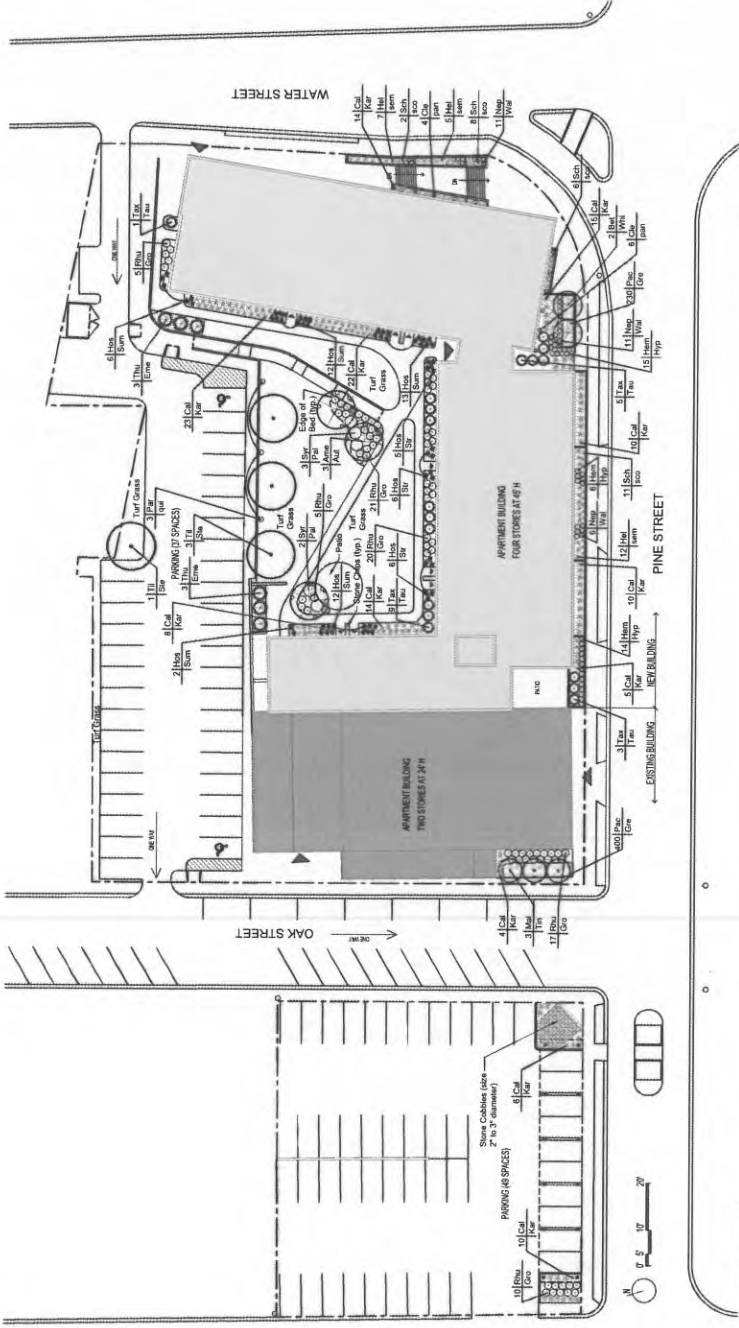 WATER STREET
14 Cal
Kar
7 Hel
sem
2 Sch
sco
4 Cle
pan
5 Hel
sem
8 Sch
sco
11 Nep
Wal
DN
DN
6 Sch
sco
15 Cal
Kar
2 Bet
Whi
6 Cle
pan
230 Pac
Gre
11 Nep
Wal
15 Hem
Hyp
5 Tax
Tau
10 Cal
Kar
11 Sch
sco
6 Hem
Hyp
6 Nep
Wal
12 Hel
sem
10 Cal
Kar
14 Hem
Hyp
5 Cal
Kar
3 Tax
Tau
PINE STREET
NEW BUILDING
EXISTING BUILDING
400 Pac
Gre
1 Tax
Tau
5 Rhu
Gro
6 Hos
Sum
3 Thu
Eme
23 Cal
Kar
ONE WAY
12 Hos
Sum
22 Cal
Kar
Turf
Grass
13 Hos
Sum
Edge of
Bed (typ.)
3 Syr
Pal
3 Ame
Aut
21 Rhu
Gro
5 Hos
Str
6 Hos
Str
5 Rhu
Gro
2 Syr
Pal
Turf
Grass
Patio
20 Rhu
Gro
6 Hos
Str
12 Hos
Sum
Stone Chips (typ.)
14 Cal
Kar
9 Tax
Tau
Turf
Grass
Turf Grass
3 Par
qui
PARKING (37 SPACES)
3 Til
Ste
3 Thu
Eme
1 Til
Ste
8 Cal
Kar
2 Hos
Sum
Turf Grass
ONE WAY
APARTMENT BUILDING
FOUR STORIES AT 45' H
PATIO
APARTMENT BUILDING
TWO STORIES AT 24' H
4 Cal
Kar
3 Mal
Tin
17 Rhu
Gro
OAK STREET
ONE WAY
Stone Cobbles (size
2" to 3" diameter)
6 Cal
Kar
PARKING (49 SPACES)
10 Cal
Kar
10 Rhu
Gro
0' 5' 10' 20'
N